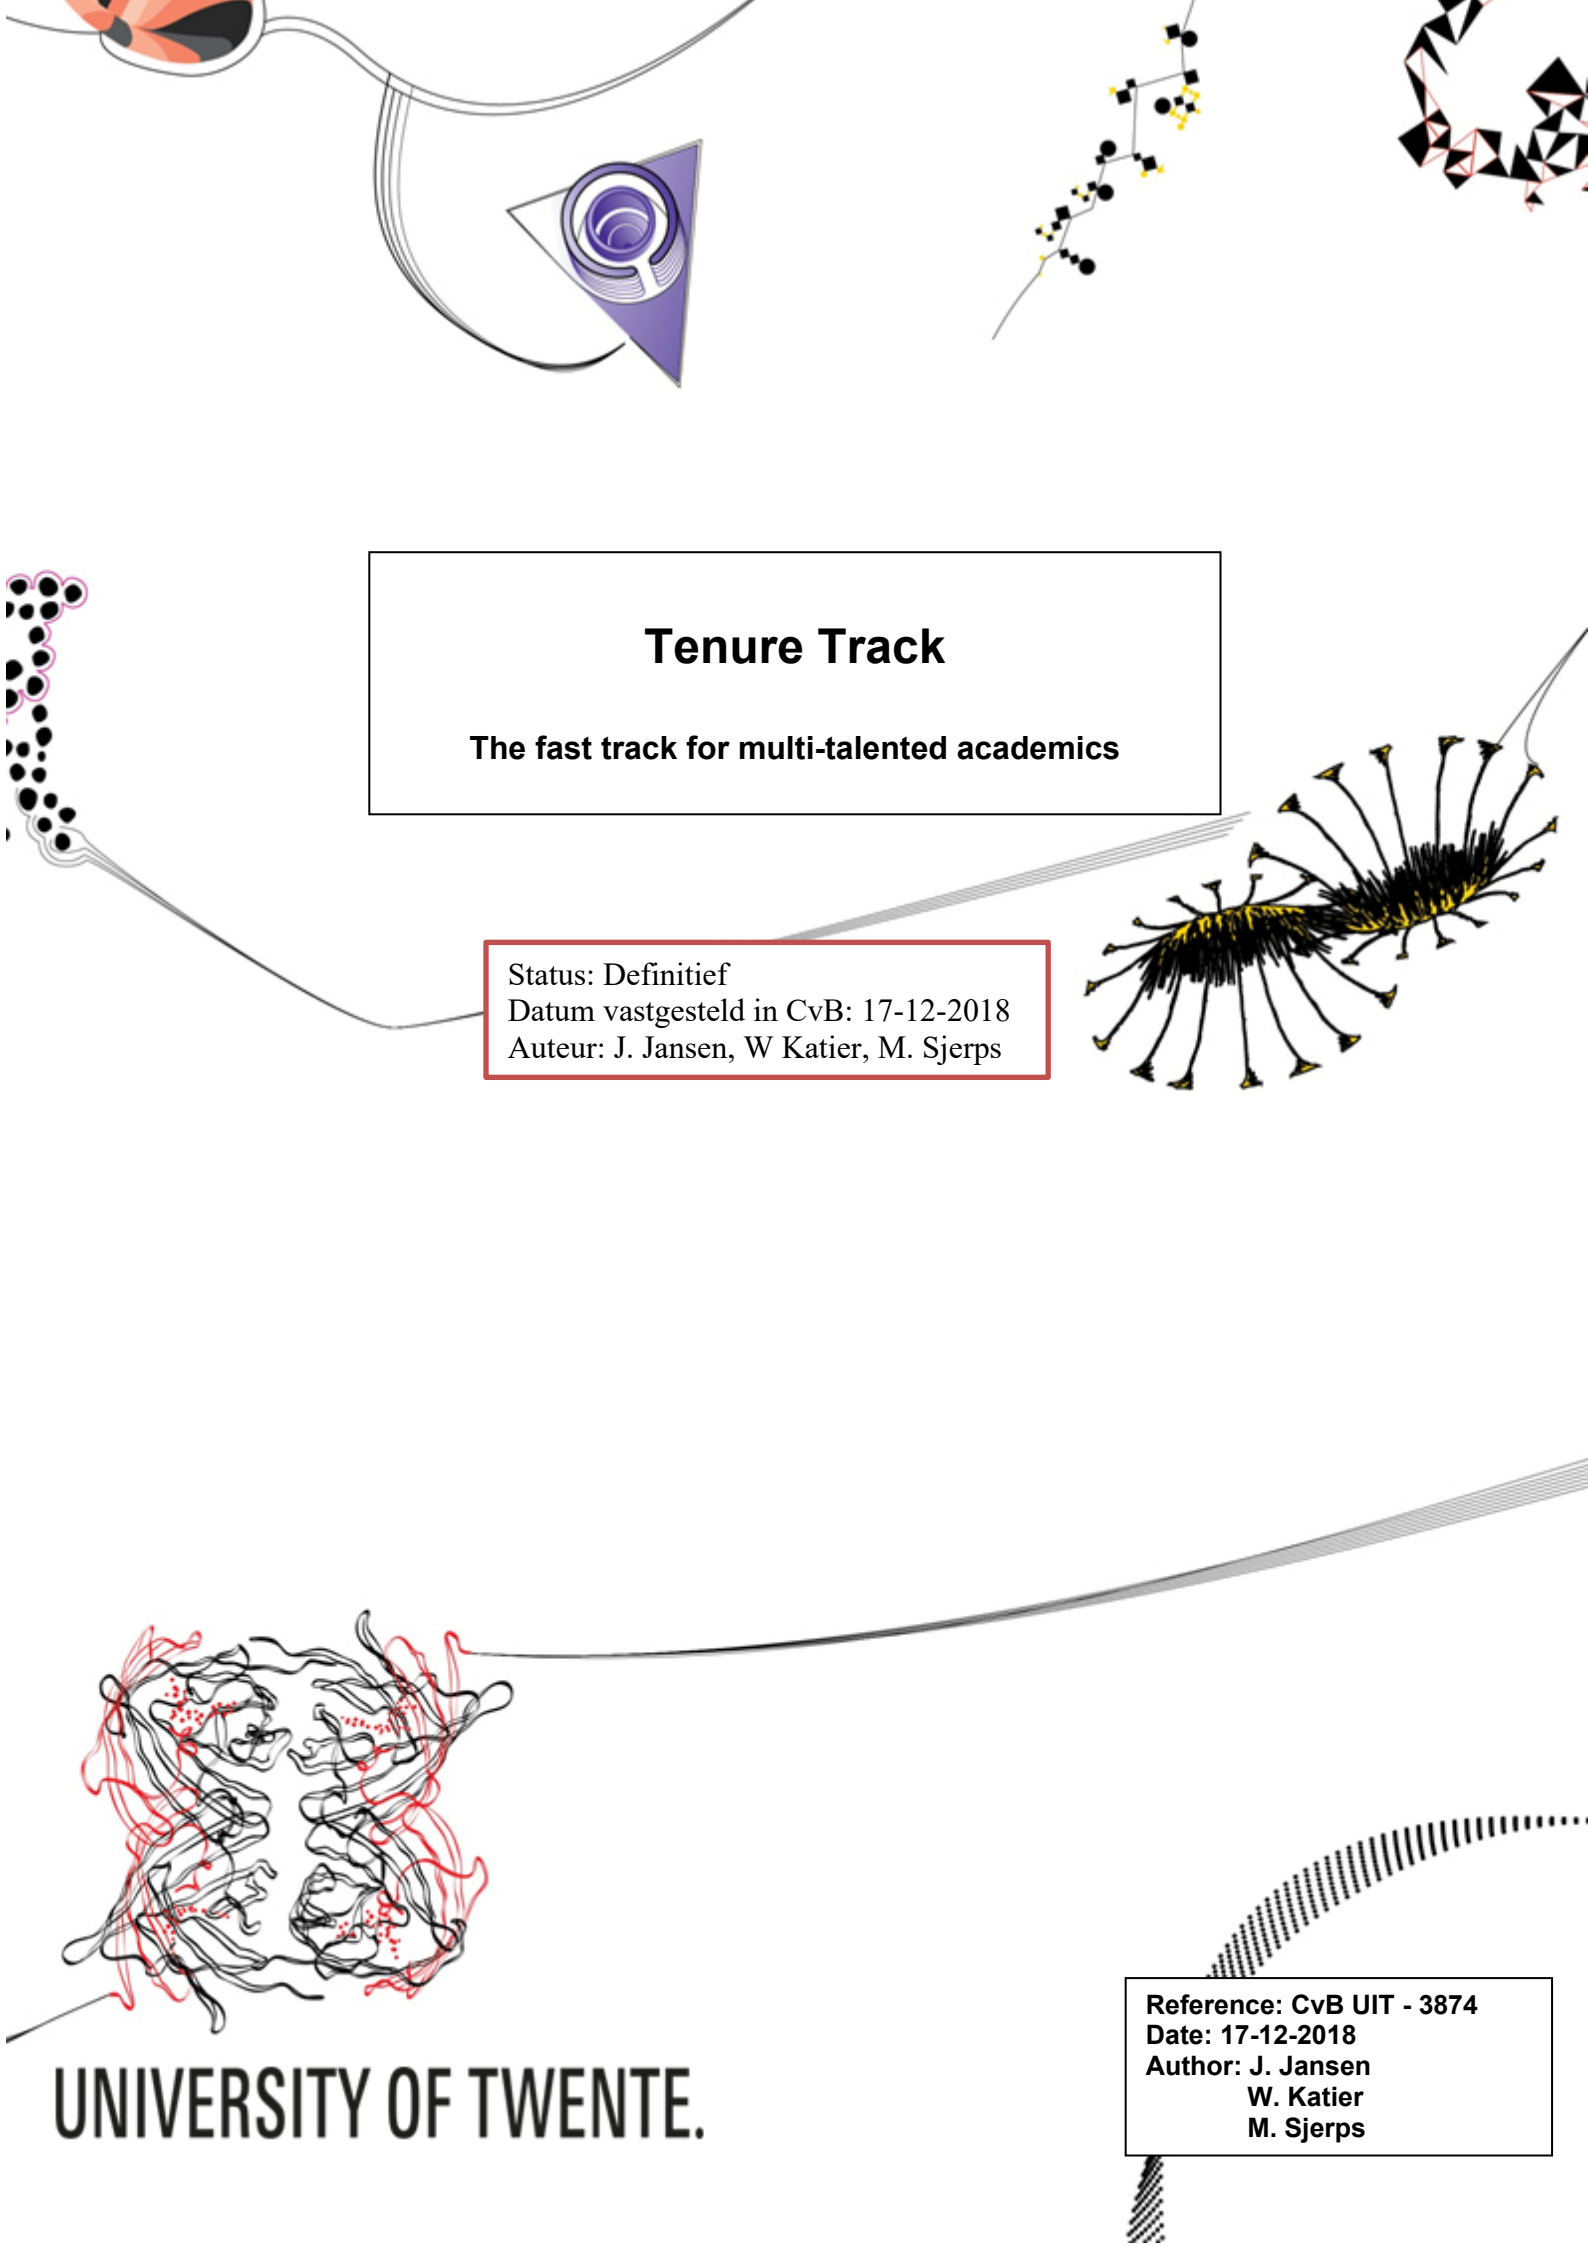 Tenure Track
The fast track for multi-talented academics
Status: Definitief
Datum vastgesteld in CvB: 17-12-2018
Auteur: J. Jansen, W Katier, M. Sjerps
Reference: CvB UIT - 3874
Date: 17-12-2018
Author: J. Jansen
W. Katier
M. Sjerps
UNIVERSITY OF TWENTE.